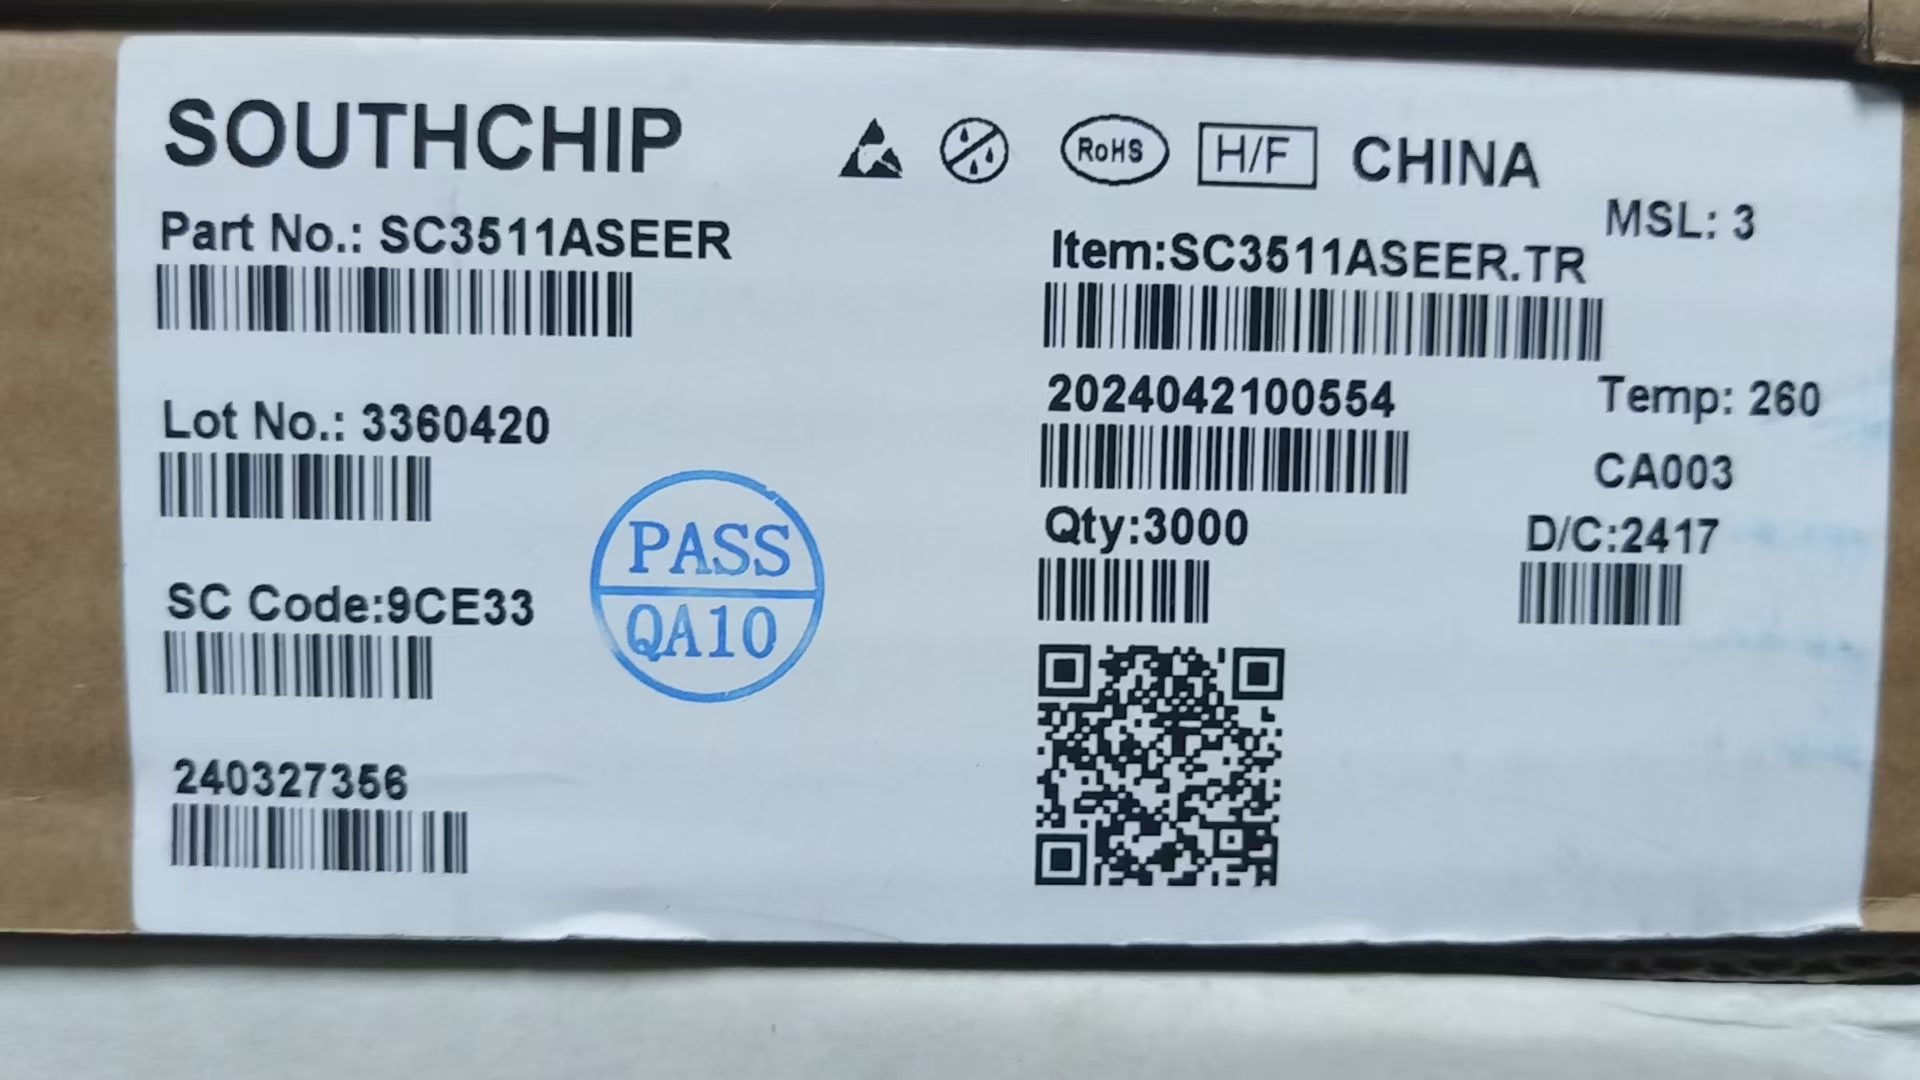 SOUTHCHIP
RoHS
H/F
CHINA
MSL: 3
Part No.: SC3511ASEER
Item:SC3511ASEER.TR
Lot No.: 3360420
2024042100554
Temp: 260
CA003
Qty:3000
D/C:2417
PASS
QA10
SC Code:9CE33
240327356